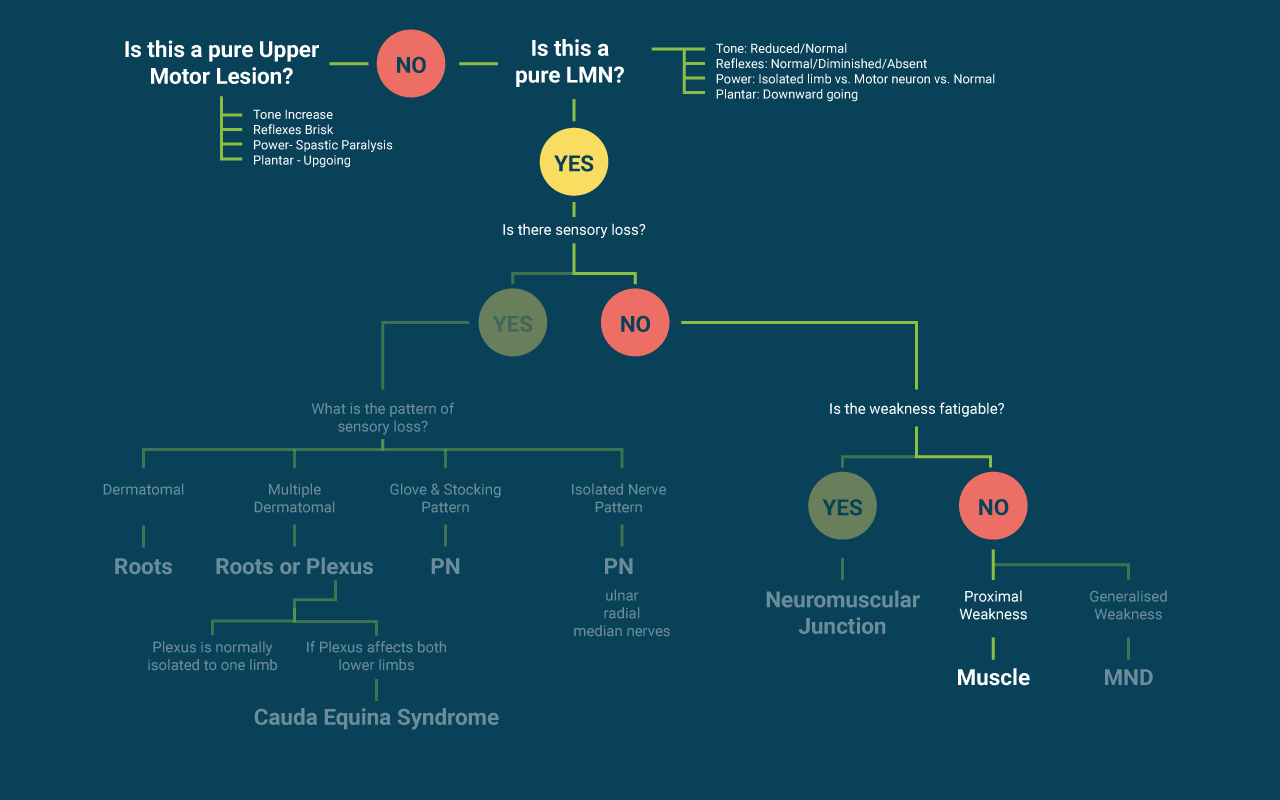 Is this a pure Upper
Motor Lesion?
NO
Is this a
pure LMN?
Tone: Reduced/Normal
Reflexes: Normal/Diminished/Absent
Power: Isolated limb vs. Motor neuron vs. Normal
Plantar: Downward going
Tone Increase
Reflexes Brisk
Power- Spastic Paralysis
Plantar - Upgoing
YES
Is there sensory loss?
YES
NO
What is the pattern of
sensory loss?
Is the weakness fatigable?
Dermatomal
Multiple
Dermatomal
Glove & Stocking
Pattern
Isolated Nerve
Pattern
YES
NO
Roots
Roots or Plexus
PN
PN
ulnar
radial
median nerves
Neuromuscular
Junction
Proximal
Weakness
Generalised
Weakness
Plexus is normally
isolated to one limb
If Plexus affects both
lower limbs
Muscle
MND
Cauda Equina Syndrome